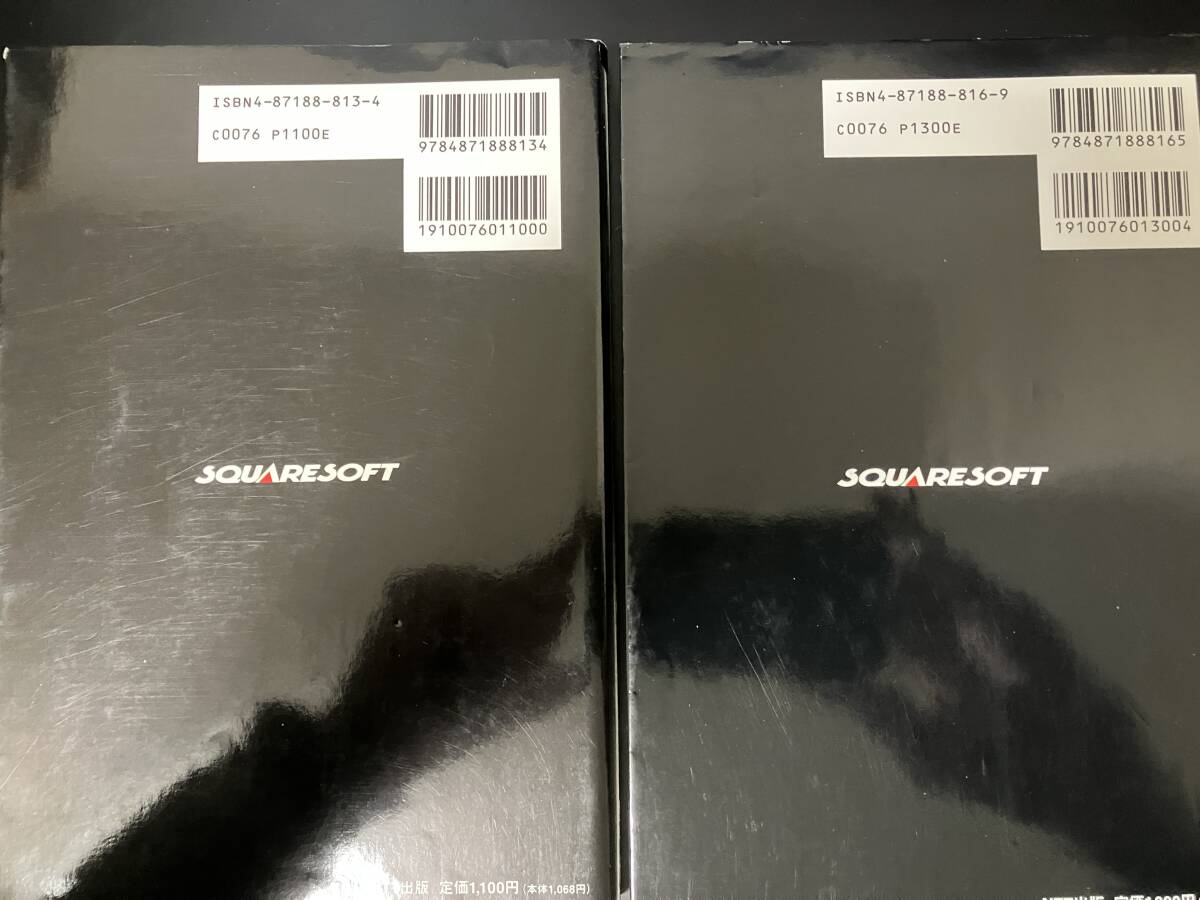 ISBN4-87188-813-4
C0076 P1100E
9784871888134
1910076011000
SQUARESOFT
出版 定価1,100円(本体1,068円)
ISBN4-87188-816-9
C0076 P1300E
9784871888165
1910076013004
SQUARESOFT